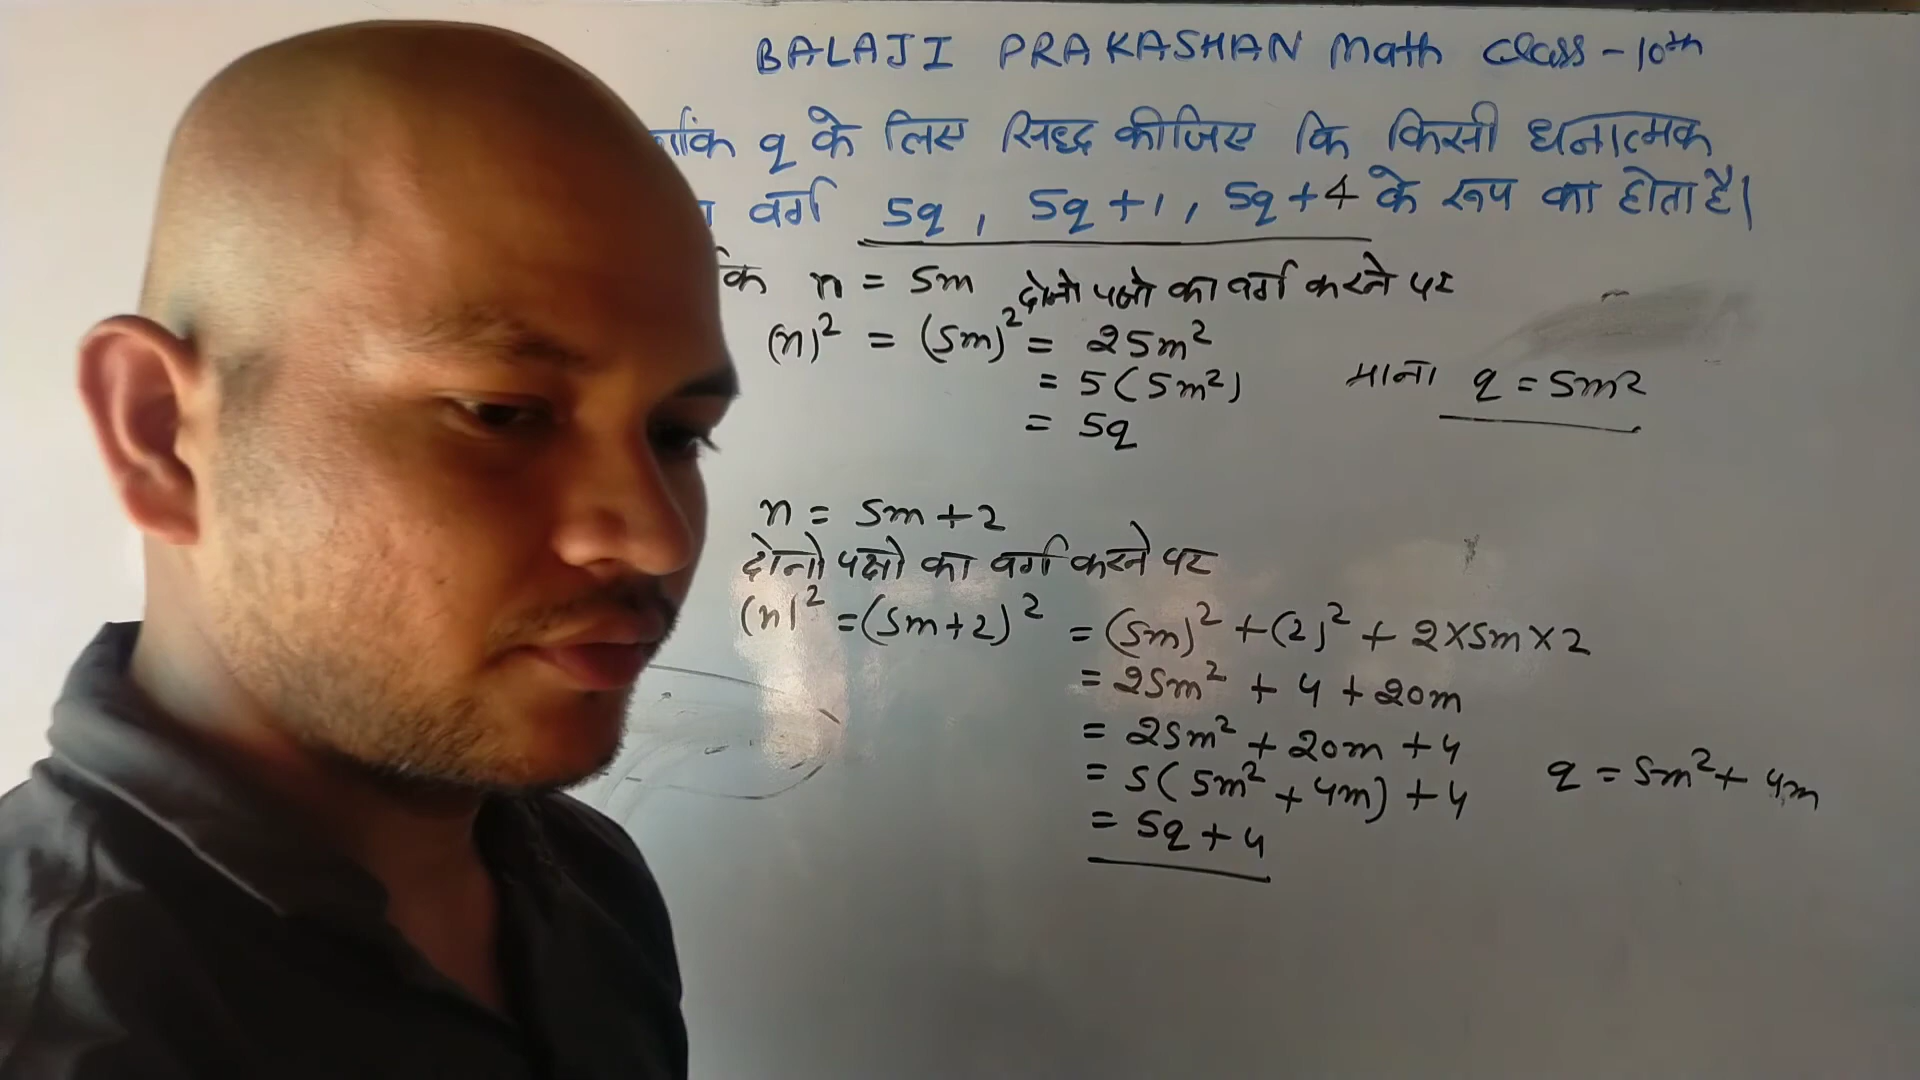 BALAJI PRAKASHAN Math Class - 10th
q के लिए सिद्ध कीजिए कि किसी धनात्मक
वर्ग 5q, 5q+1, 5q+4 के रूप का होता है।
n = 5m दोनो पक्षो का वर्ग करने पर
(n)² = (5m)² = 25m²
= 5(5m²) माना q = 5m²
= 5q
n = 5m+2
दोनो पक्षो का वर्ग करने पर
(n)² = (5m+2)² = (5m)² + (2)² + 2×5m×2
= 25m² + 4 + 20m
= 25m² + 20m + 4
= 5(5m² + 4m) + 4 q = 5m² + 4m
= 5q + 4